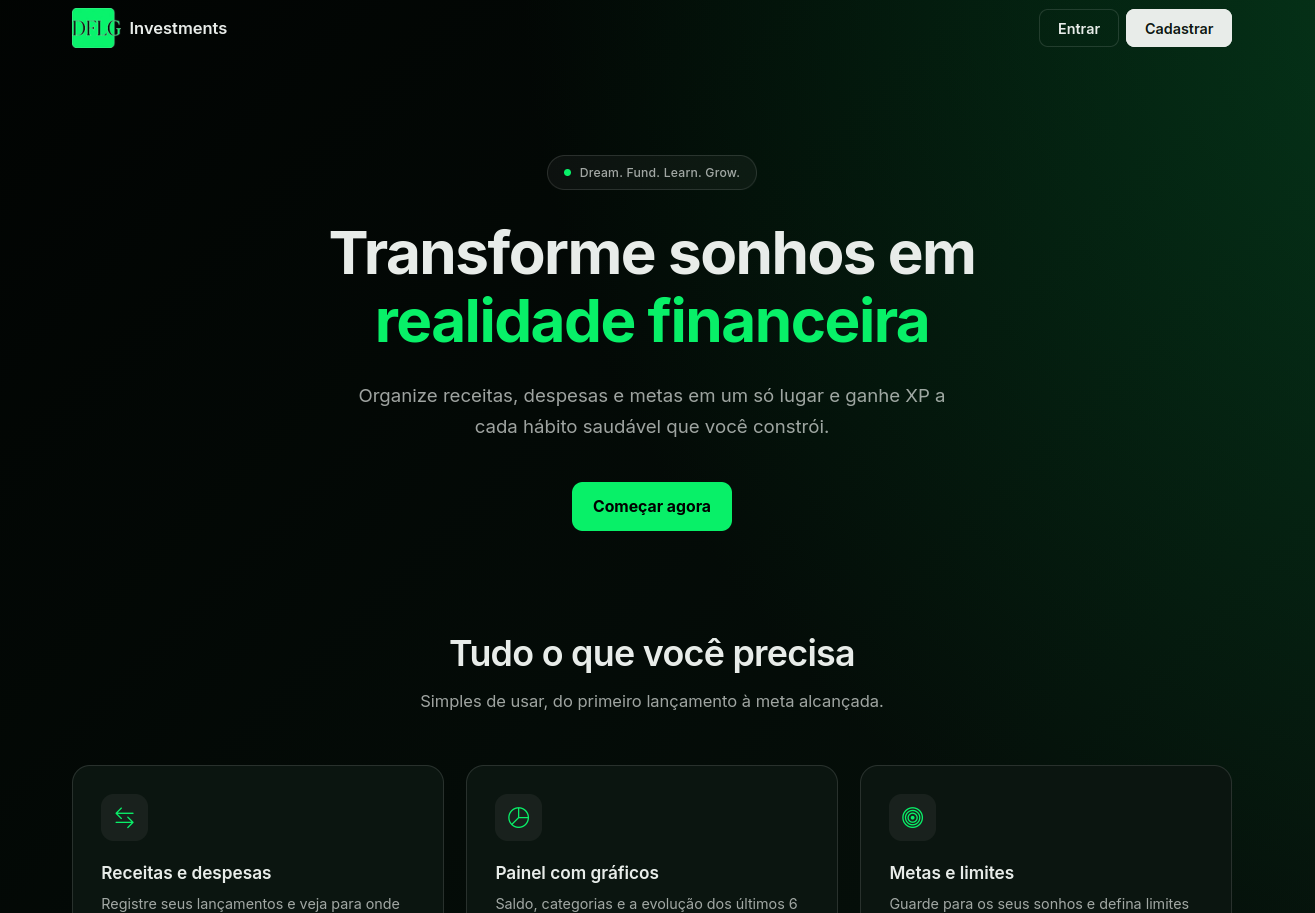 DFLG Investments
Entrar
Cadastrar
Dream. Fund. Learn. Grow.
Transforme sonhos em
realidade financeira
Organize receitas, despesas e metas em um só lugar e ganhe XP a
cada hábito saudável que você constrói.
Começar agora
Tudo o que você precisa
Simples de usar, do primeiro lançamento à meta alcançada.
Receitas e despesas
Registre seus lançamentos e veja para onde
Painel com gráficos
Saldo, categorias e a evolução dos últimos 6
Metas e limites
Guarde para os seus sonhos e defina limites